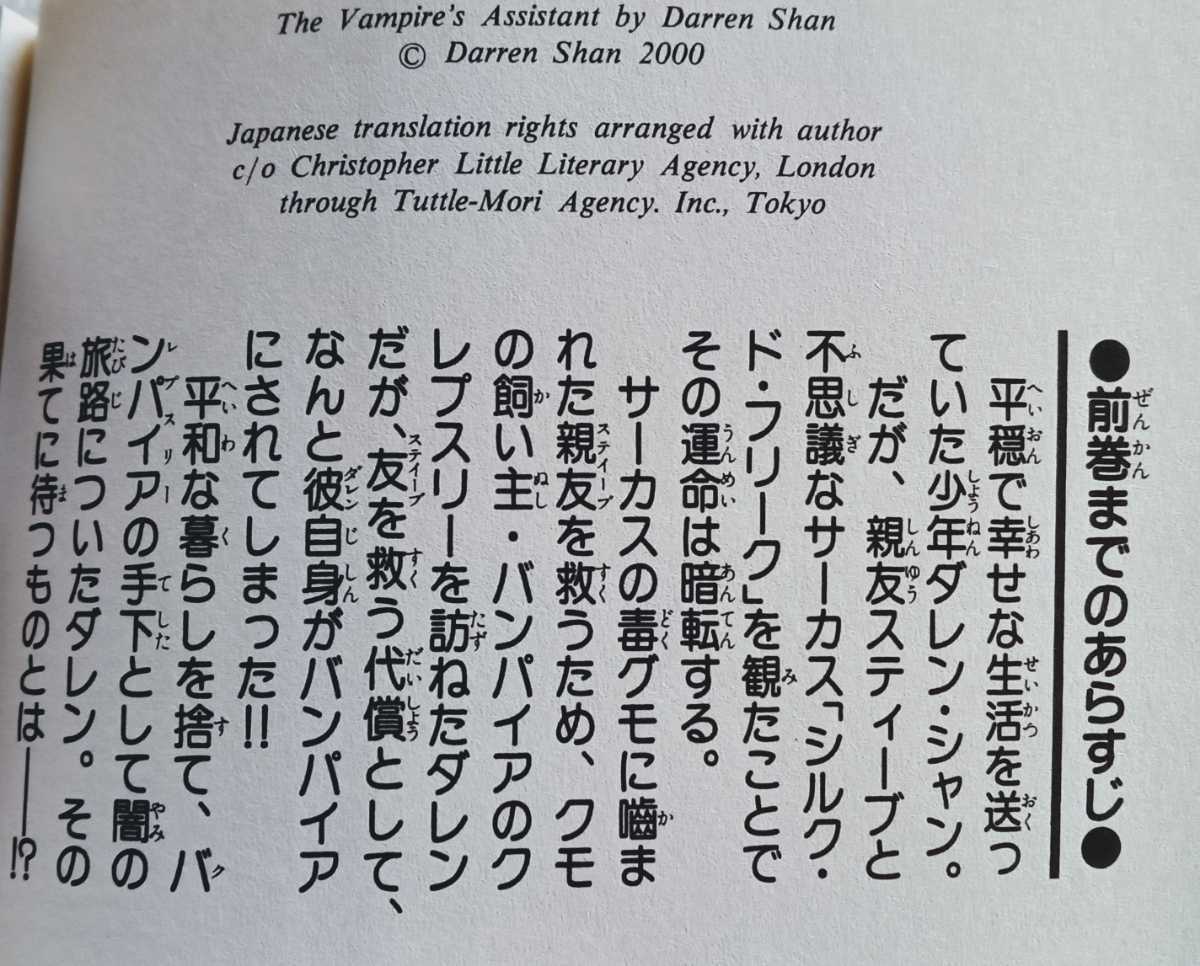 The Vampire's Assistant by Darren Shan
© Darren Shan 2000
Japanese translation rights arranged with author
c/o Christopher Little Literary Agency, London
through Tuttle-Mori Agency. Inc., Tokyo
●前巻までのあらすじ●
平穏で幸せな生活を送っ
ていた少年ダレン・シャン。
だが、親友スティーブと
不思議なサーカス「シルク・
ド・フリーク」を観たことで
その運命は暗転する。
サーカスの毒グモに嚙ま
れた親友を救うため、クモ
の飼い主・バンパイアのク
レプスリーを訪ねたダレン
だが、友を救う代償として、
なんと彼自身がバンパイア
にされてしまった!!
平和な暮らしを捨て、バ
ンパイアの手下として闇の
旅路についたダレン。その
果てに待つものとは――!?